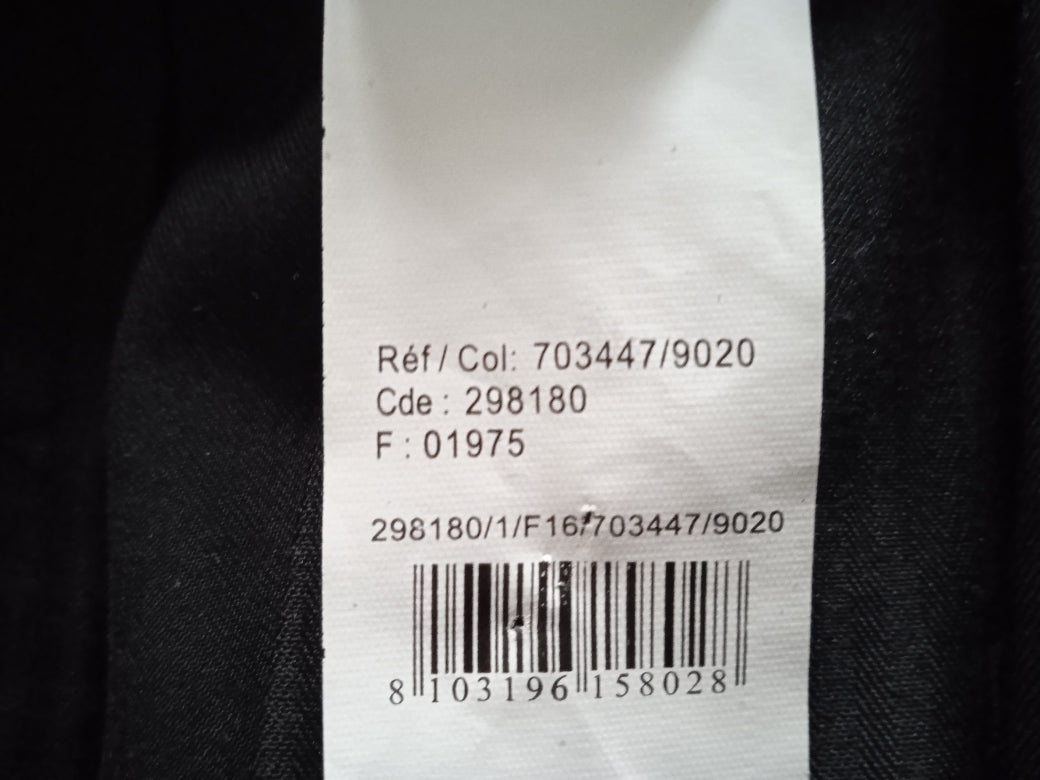 Réf / Col: 703447/9020
Cde : 298180
F : 01975
298180/1/F16/703447/9020
8 103196 158028